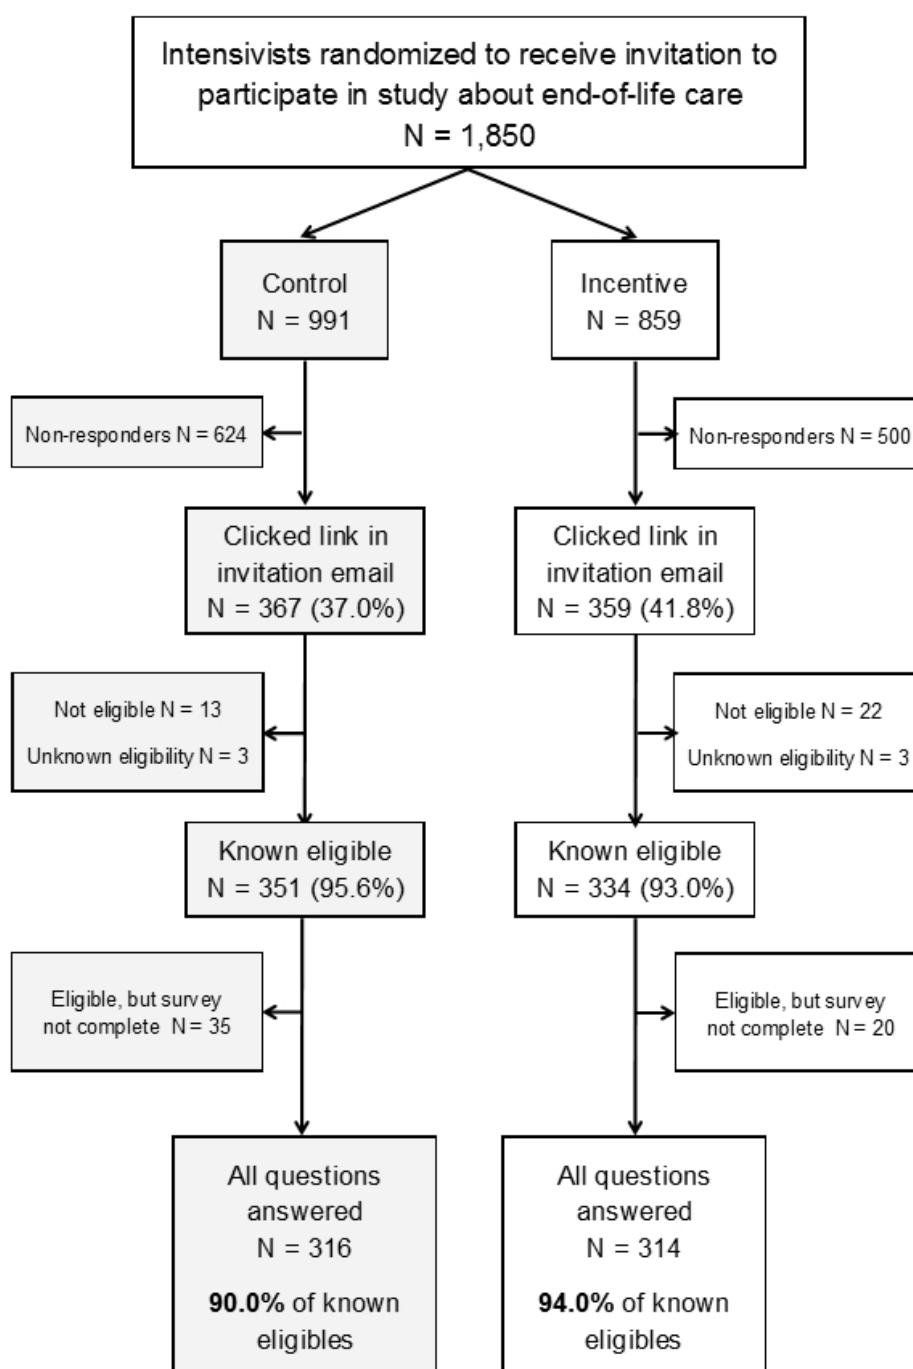 Intensivists randomized to receive invitation to
participate in study about end-of-life care
N = 1,850
Control
N = 991
Incentive
N = 859
Non-responders N = 624
Non-responders N = 500
Clicked link in
invitation email
N = 367 (37.0%)
Clicked link in
invitation email
N = 359 (41.8%)
Not eligible N = 13
Unknown eligibility N = 3
Not eligible N = 22
Unknown eligibility N = 3
Known eligible
N = 351 (95.6%)
Known eligible
N = 334 (93.0%)
Eligible, but survey
not complete N = 35
Eligible, but survey
not complete N = 20
All questions
answered
N = 316
90.0% of known
eligibles
All questions
answered
N = 314
94.0% of known
eligibles